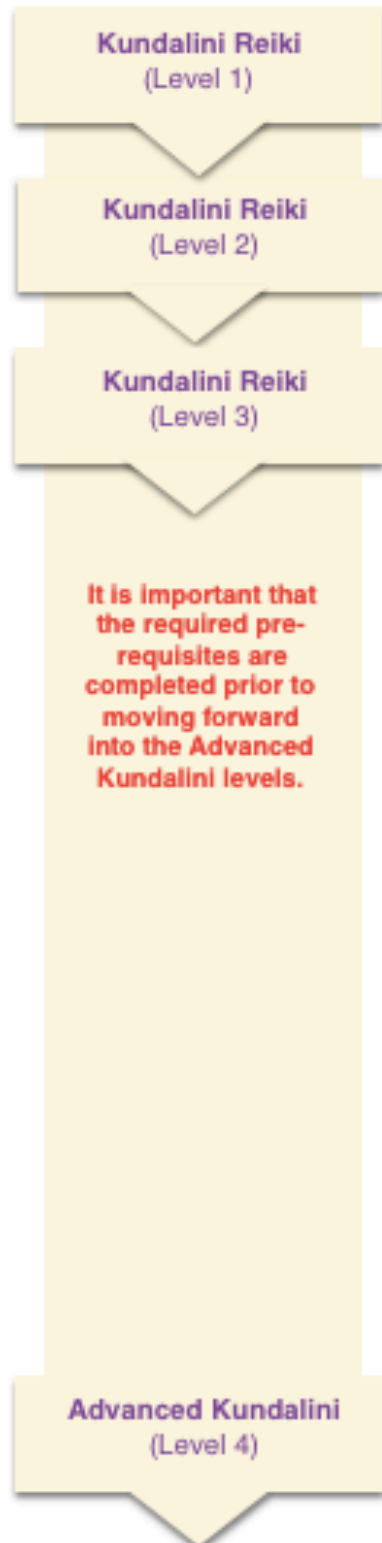 Kundalini Reiki
(Level 1)
Kundalini Reiki
(Level 2)
Kundalini Reiki
(Level 3)
It is important that
the required pre-
requisites are
completed prior to
moving forward
into the Advanced
Kundalini levels.
Advanced Kundalini
(Level 4)